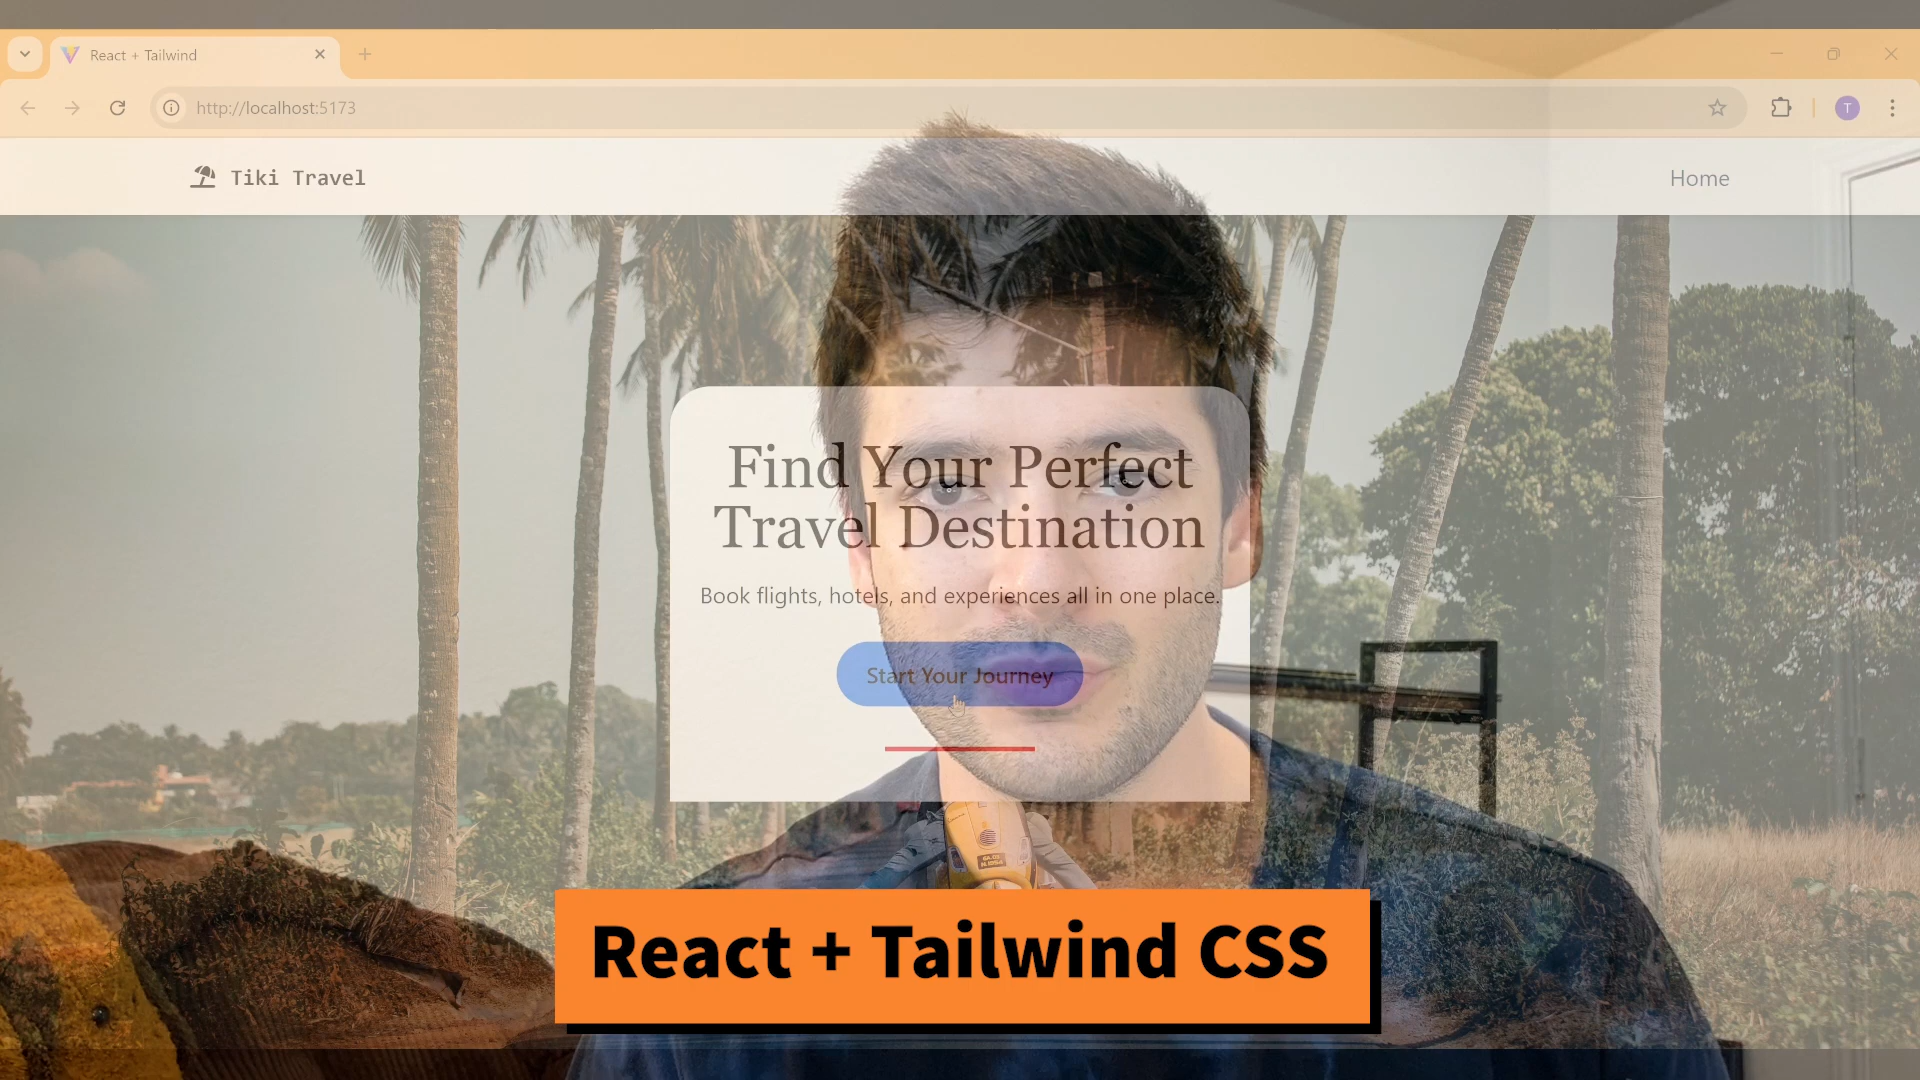 React + Tailwind
http://localhost:5173
T
Tiki Travel
Home
Find Your Perfect
Travel Destination
Book flights, hotels, and experiences all in one place.
Start Your Journey
React + Tailwind CSS